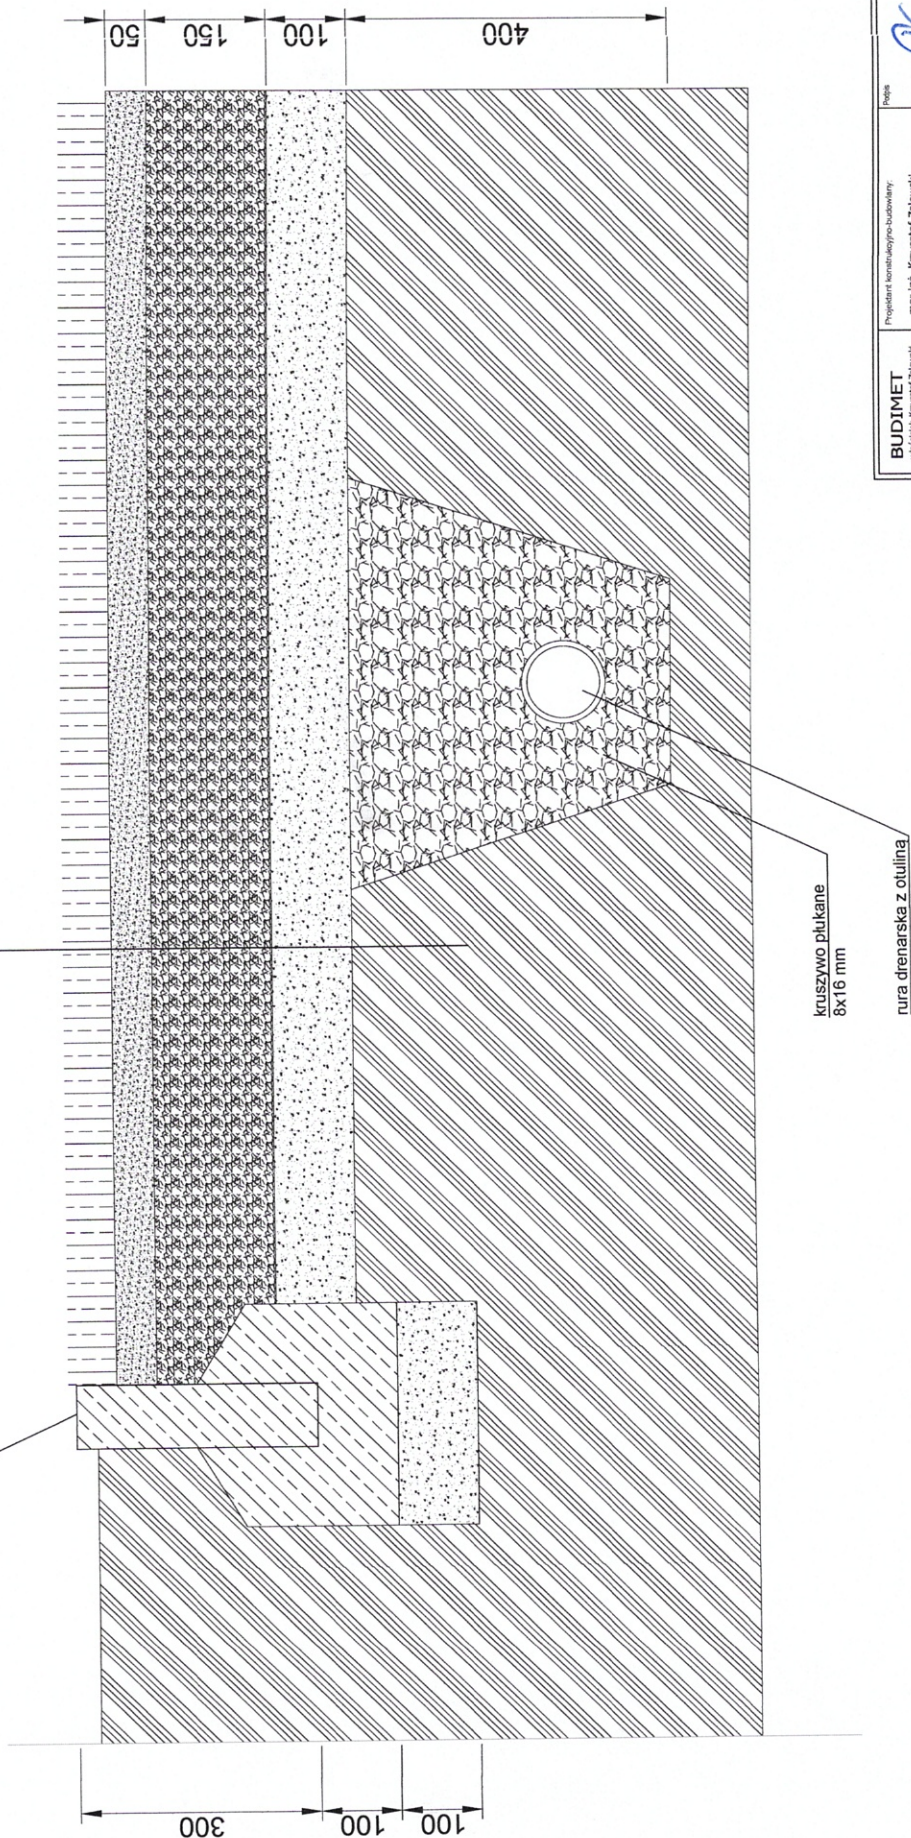 50
150
100
400
300
100
100
kruszywo płukane
8x16 mm
rura drenarska z otuliną
BUDIMET
Projektant konstrukcyjno-budowlany:
Podpis